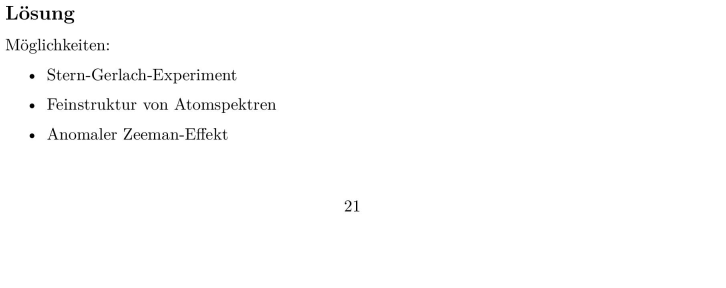 Lösung
Möglichkeiten:
• Stern-Gerlach-Experiment
• Feinstruktur von Atomspektren
• Anomaler Zeeman-Effekt
21